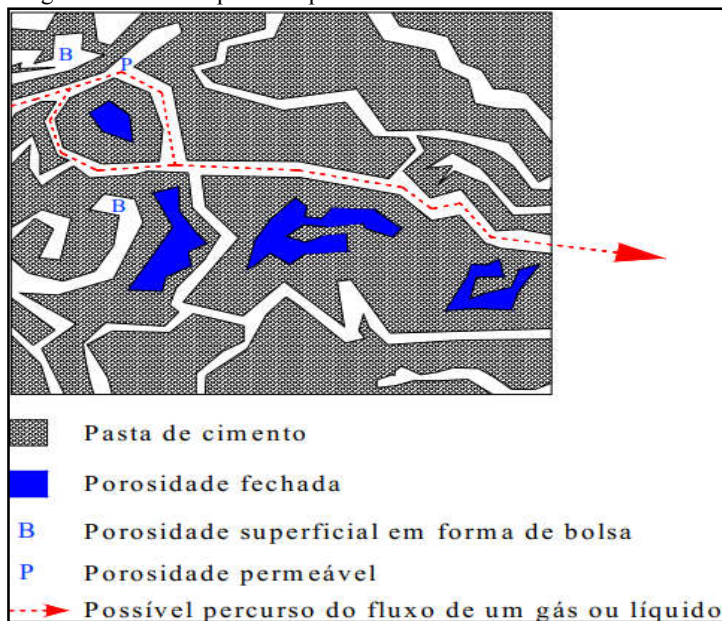 B
P
B
Pasta de cimento
Porosidade fechada
B Porosidade superficial em forma de bolsa
P Porosidade permeável
Possível percurso do fluxo de um gás ou líquido